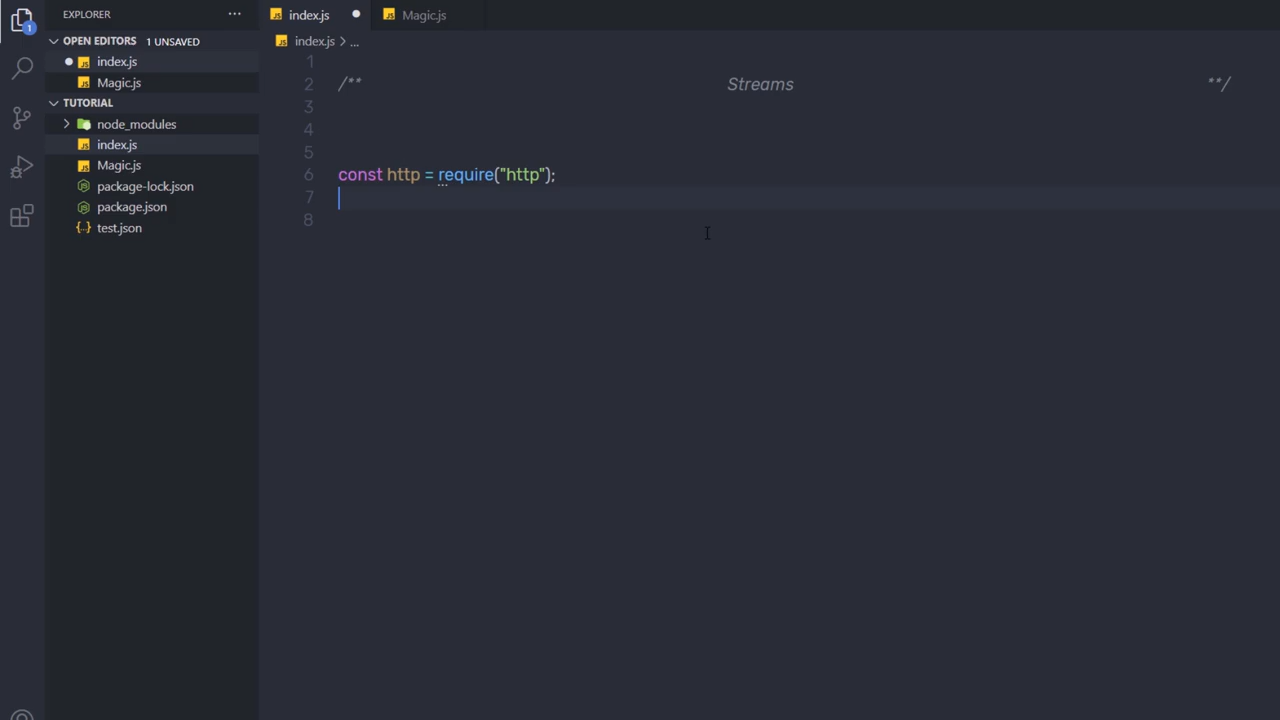 EXPLORER
...
index.js
Magic.js
OPEN EDITORS 1 UNSAVED
index.js > ...
index.js
Magic.js
TUTORIAL
node_modules
index.js
Magic.js
package-lock.json
package.json
test.json
1
1
2 /** Streams **/
3
4
5
6 const http = require("http");
7
8